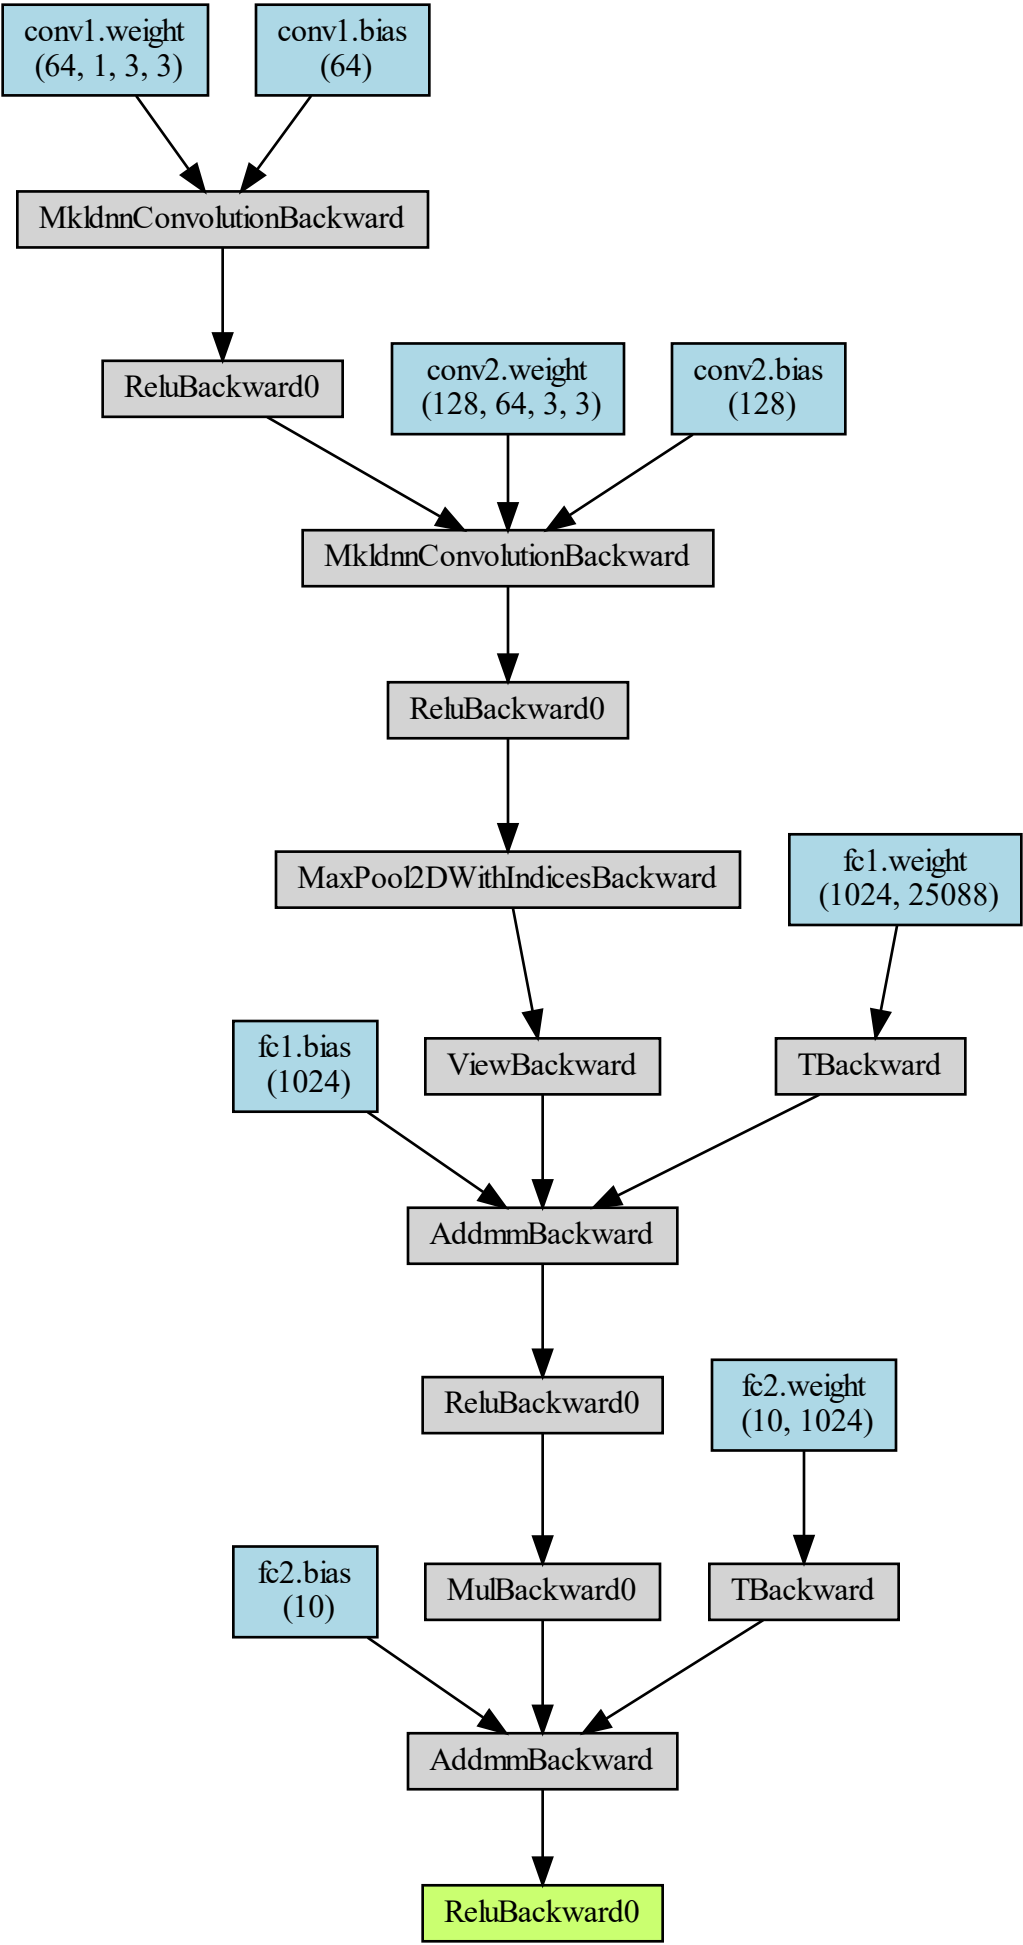 conv1.weight
(64, 1, 3, 3)
conv1.bias
(64)
MkldnnConvolutionBackward
ReluBackward0
conv2.weight
(128, 64, 3, 3)
conv2.bias
(128)
MkldnnConvolutionBackward
ReluBackward0
MaxPool2DWithIndicesBackward
fc1.weight
(1024, 25088)
fc1.bias
(1024)
ViewBackward
TBackward
AddmmBackward
ReluBackward0
fc2.weight
(10, 1024)
fc2.bias
(10)
MulBackward0
TBackward
AddmmBackward
ReluBackward0